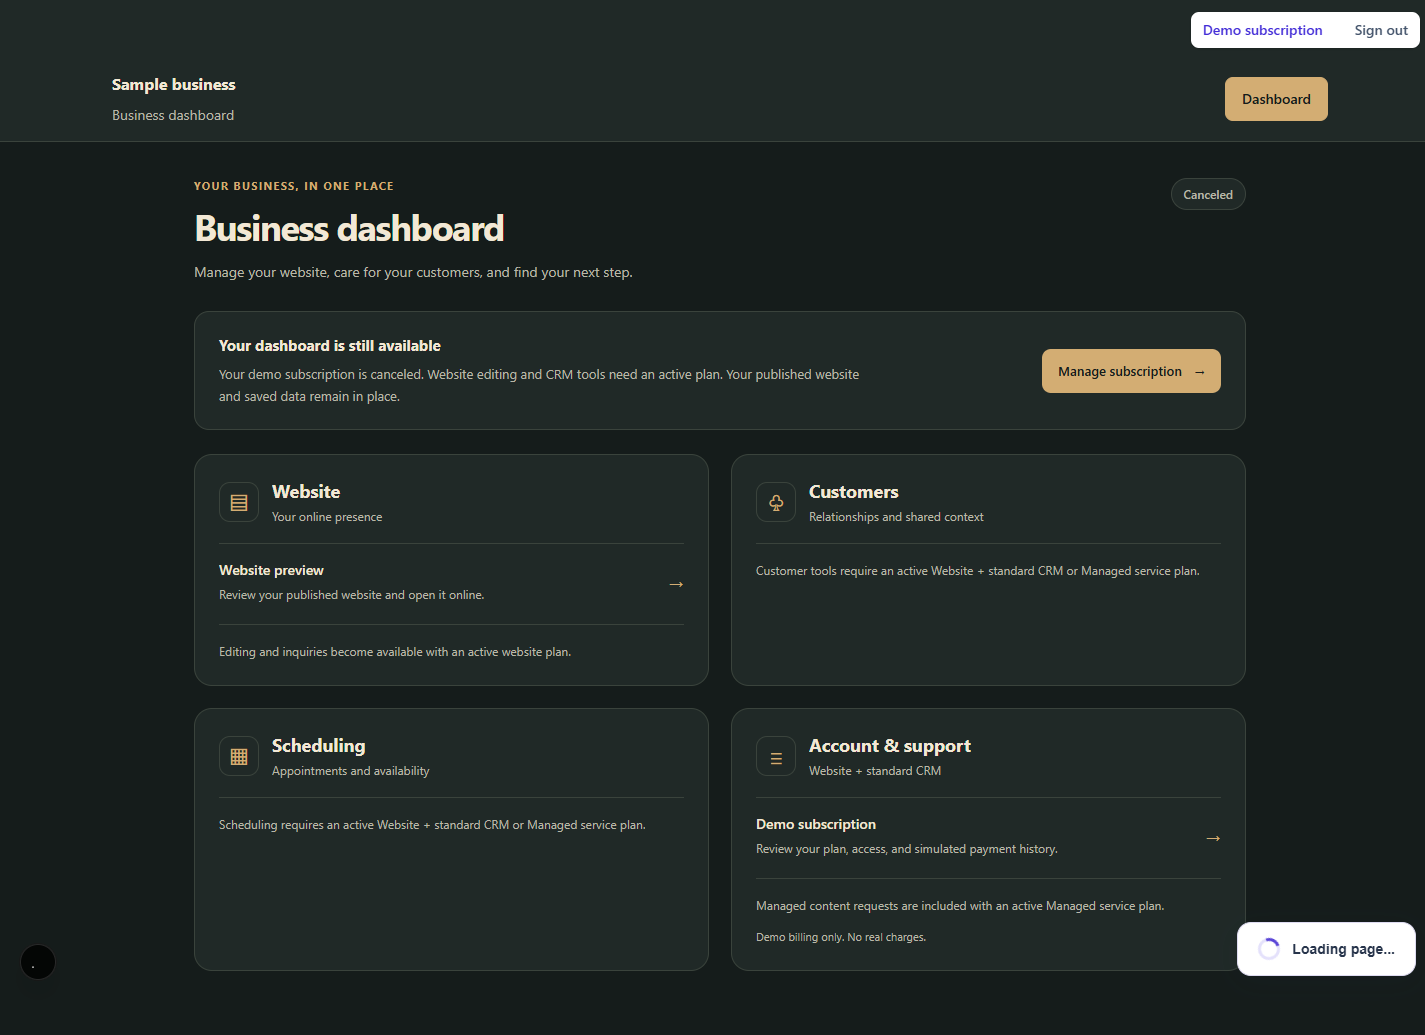 Demo subscription
Sign out
Sample business
Business dashboard
Dashboard
YOUR BUSINESS, IN ONE PLACE
Canceled
Business dashboard
Manage your website, care for your customers, and find your next step.
Your dashboard is still available
Your demo subscription is canceled. Website editing and CRM tools need an active plan. Your published website
and saved data remain in place.
Manage subscription →
Website
Your online presence
Website preview
Review your published website and open it online.
→
Editing and inquiries become available with an active website plan.
Customers
Relationships and shared context
Customer tools require an active Website + standard CRM or Managed service plan.
Scheduling
Appointments and availability
Scheduling requires an active Website + standard CRM or Managed service plan.
Account & support
Website + standard CRM
Demo subscription
Review your plan, access, and simulated payment history.
→
Managed content requests are included with an active Managed service plan.
Demo billing only. No real charges.
.
Loading page...